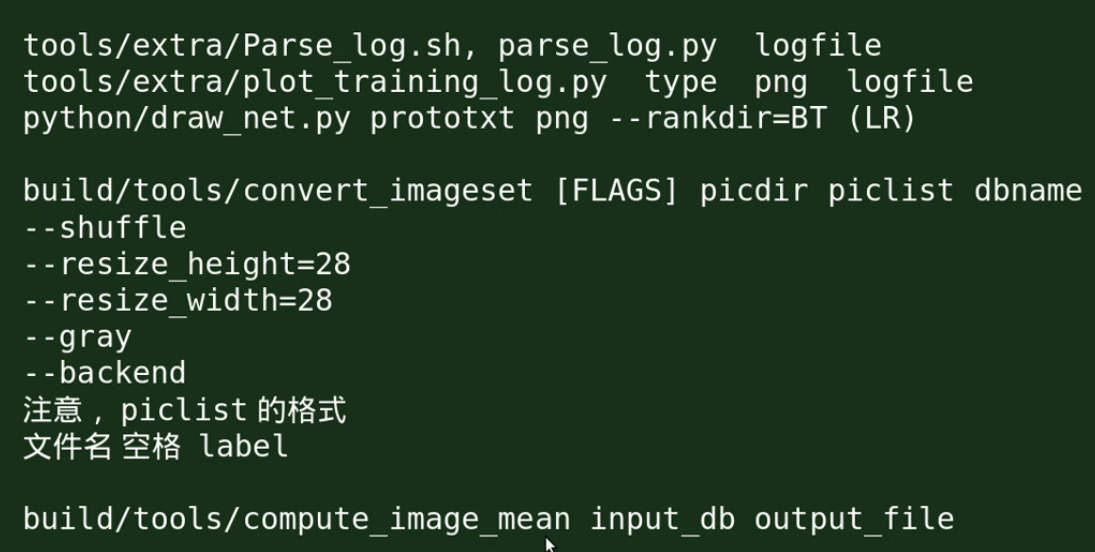 tools/extra/Parse_log.sh, parse_log.py  logfile
tools/extra/plot_training_log.py  type  png  logfile
python/draw_net.py prototxt png --rankdir=BT (LR)
build/tools/convert_imageset [FLAGS] picdir piclist dbname
--shuffle
--resize_height=28
--resize_width=28
--gray
--backend
注意，piclist 的格式
文件名 空格 label
build/tools/compute_image_mean input_db output_file